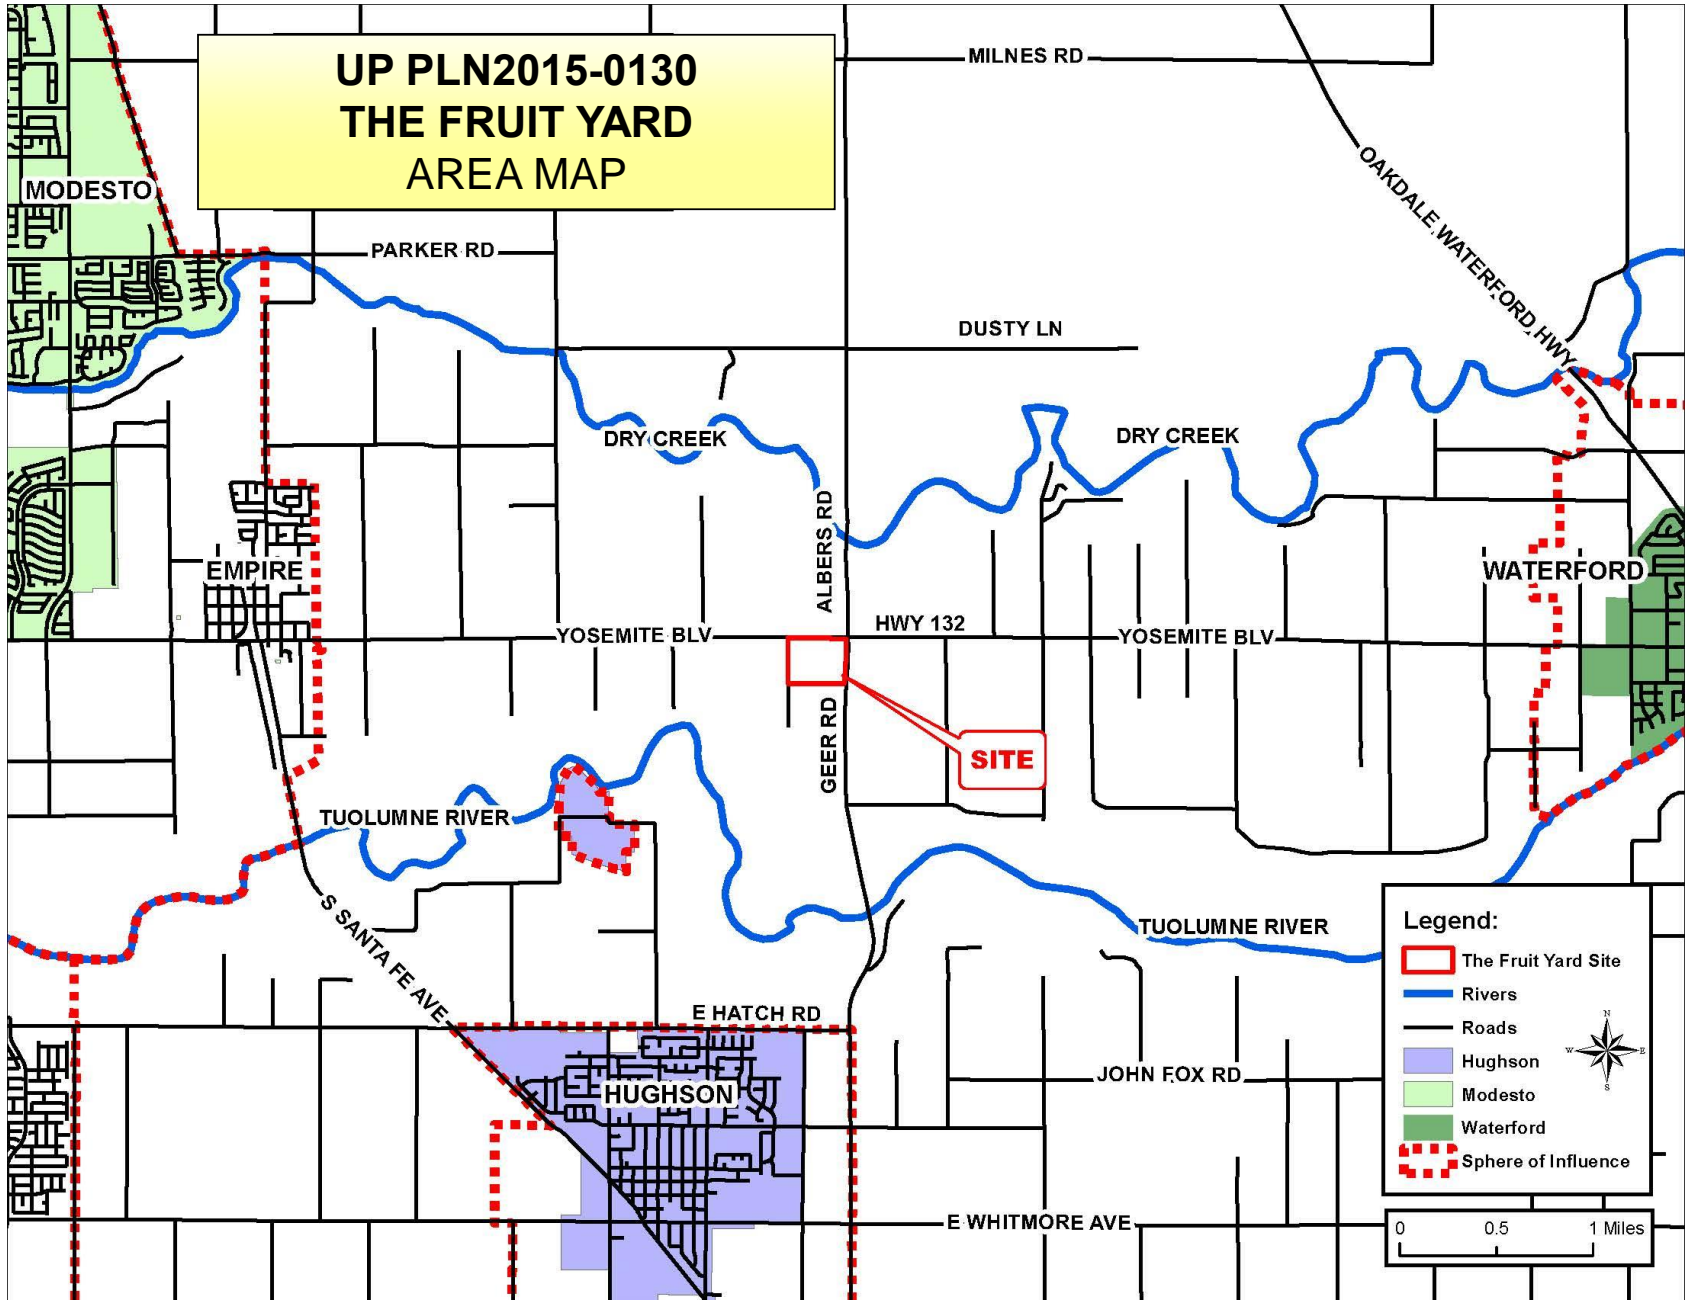 UP PLN2015-0130
THE FRUIT YARD
AREA MAP
MILNES RD
OAKDALE WATERFORD HWY
MODESTO
PARKER RD
DUSTY LN
DRY CREEK
DRY CREEK
ALBERS RD
EMPIRE
WATERFORD
HWY 132
YOSEMITE BLV
YOSEMITE BLV
GEER RD
SITE
TUOLUMNE RIVER
S SANTA FE AVE
TUOLUMNE RIVER
E HATCH RD
HUGHSON
JOHN FOX RD
E WHITMORE AVE
Legend:
The Fruit Yard Site
Rivers
Roads
Hughson
Modesto
Waterford
Sphere of Influence
N
W
E
S
0 0.5 1 Miles